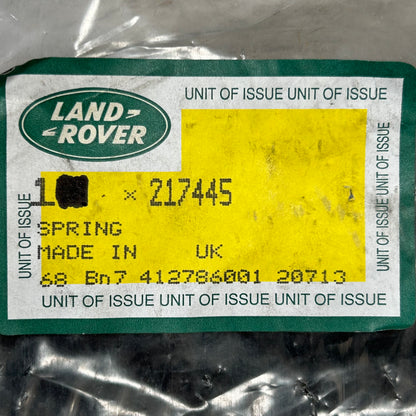 UNIT OF ISSUE UNIT OF ISSUE
LAND-
-ROVER
UNIT OF ISSUE
1 × 217445
SPRING
MADE IN UK
68 Bn7 412786001 20713
UNIT OF ISSUE
UNIT OF ISSUE UNIT OF ISSUE UNIT OF ISSUE